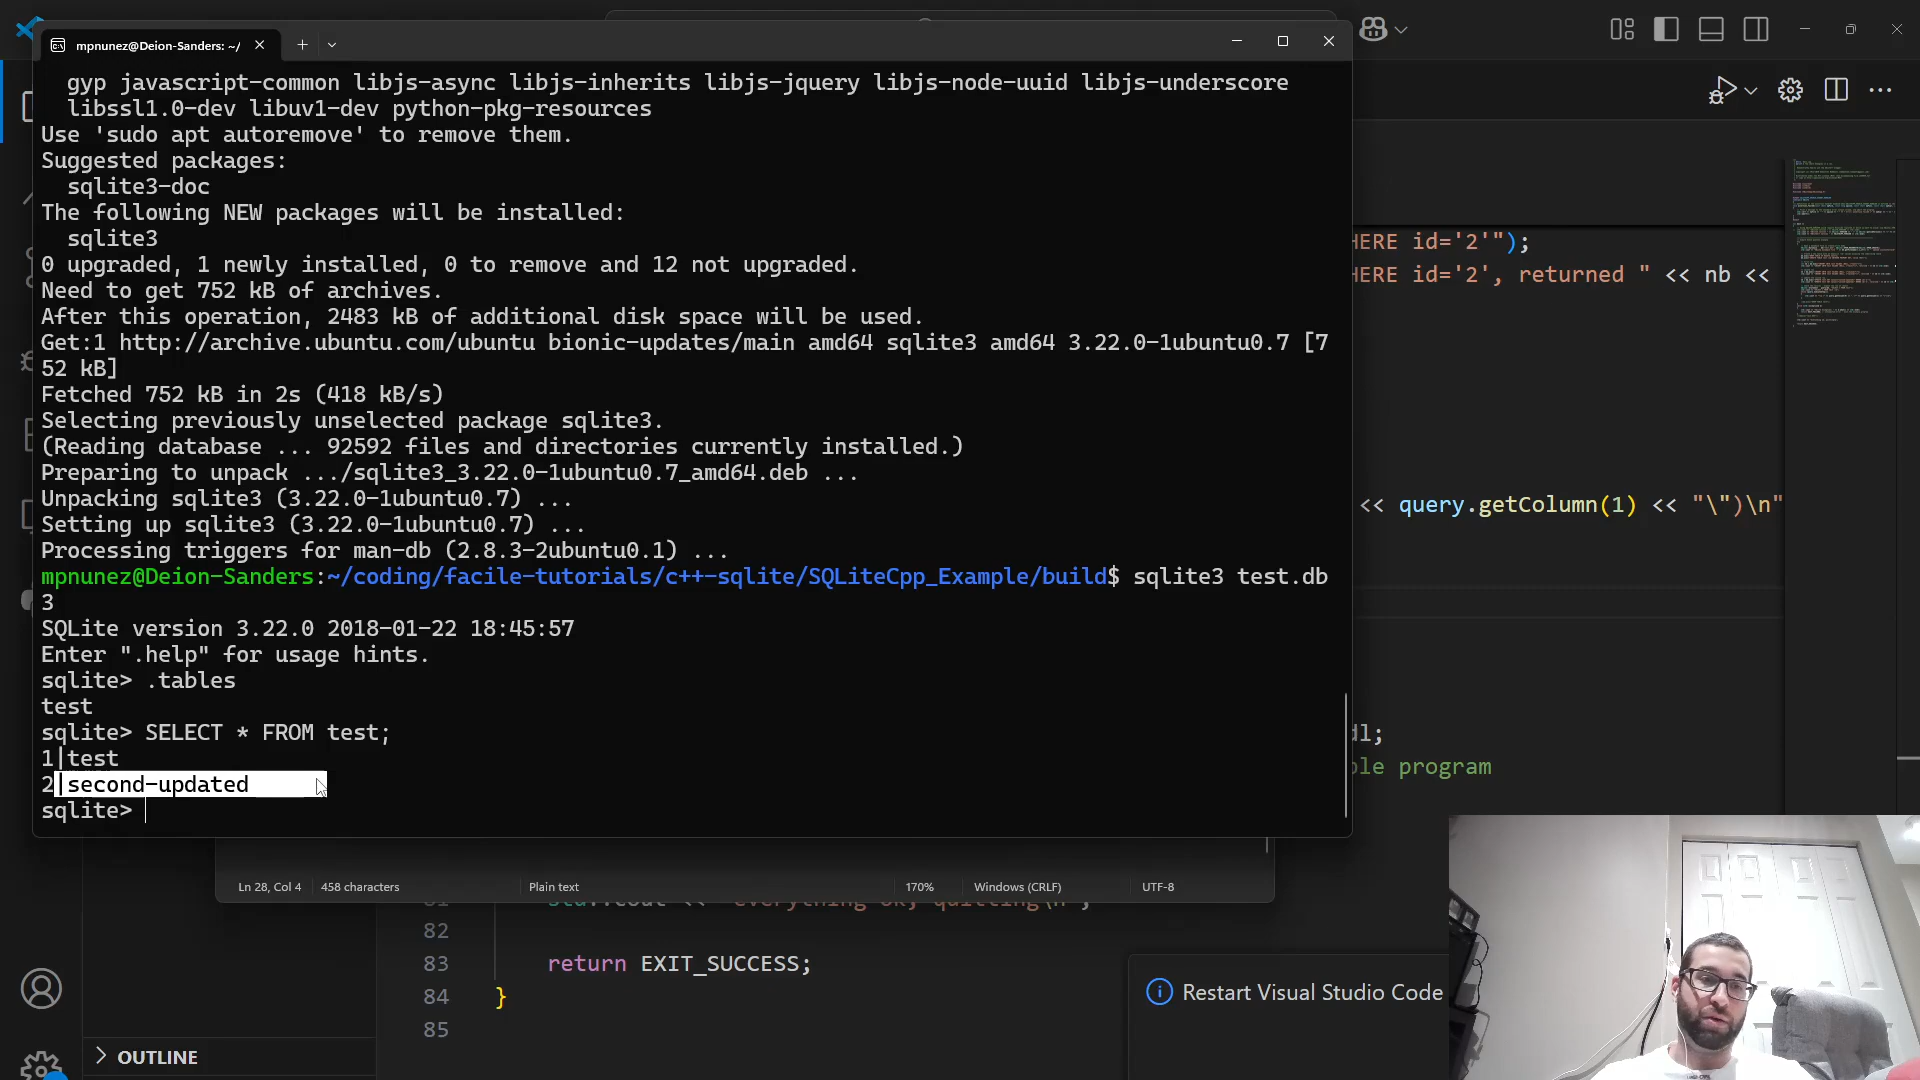 mpnunez@Deion-Sanders: ~/
gyp javascript-common libjs-async libjs-inherits libjs-jquery libjs-node-uuid libjs-underscore
libssl1.0-dev libuv1-dev python-pkg-resources
Use 'sudo apt autoremove' to remove them.
Suggested packages:
sqlite3-doc
The following NEW packages will be installed:
sqlite3
0 upgraded, 1 newly installed, 0 to remove and 12 not upgraded.
Need to get 752 kB of archives.
After this operation, 2483 kB of additional disk space will be used.
Get:1 http://archive.ubuntu.com/ubuntu bionic-updates/main amd64 sqlite3 amd64 3.22.0-1ubuntu0.7 [7
52 kB]
Fetched 752 kB in 2s (418 kB/s)
Selecting previously unselected package sqlite3.
(Reading database ... 92592 files and directories currently installed.)
Preparing to unpack .../sqlite3_3.22.0-1ubuntu0.7_amd64.deb ...
Unpacking sqlite3 (3.22.0-1ubuntu0.7) ...
Setting up sqlite3 (3.22.0-1ubuntu0.7) ...
Processing triggers for man-db (2.8.3-2ubuntu0.1) ...
mpnunez@Deion-Sanders:~/coding/facile-tutorials/c++-sqlite/SQLiteCpp_Example/build$ sqlite3 test.db
3
SQLite version 3.22.0 2018-01-22 18:45:57
Enter ".help" for usage hints.
sqlite> .tables
test
sqlite> SELECT * FROM test;
1|test
2|second-updated
sqlite>
HERE id='2'");
HERE id='2', returned " << nb <<
<< query.getColumn(1) << "\")\n"
dl;
ple program
Ln 28, Col 4
458 characters
Plain text
170%
Windows (CRLF)
UTF-8
82
83 return EXIT_SUCCESS;
84 }
85
Restart Visual Studio Code
OUTLINE